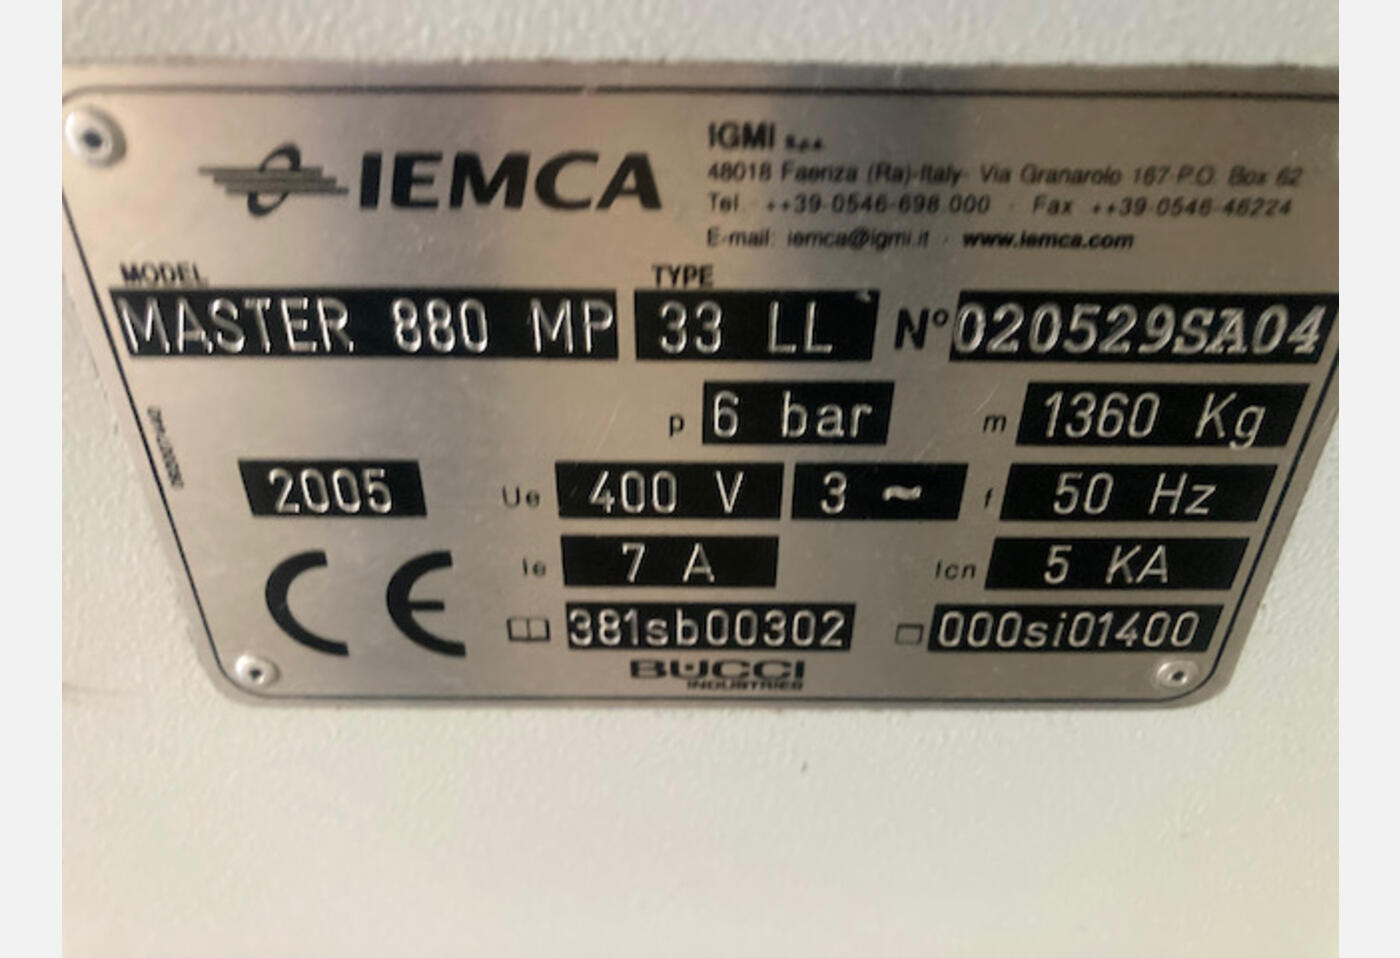 IEMCA
IGMI s.p.a.
48018 Faenza (Ra)-Italy- Via Granarolo 167-P.O. Box 62
Tel. ++39-0546-698.000 · Fax ++39-0546-46224
E-mail: iemca@igmi.it · www.iemca.com
MODEL TYPE
MASTER 880 MP 33 LL N° 020529SA04
p 6 bar m 1360 Kg
2005 Ue 400 V 3 ~ f 50 Hz
Ie 7 A Icn 5 KA
CE
381sb00302 000si01400
BUCCI
INDUSTRIES